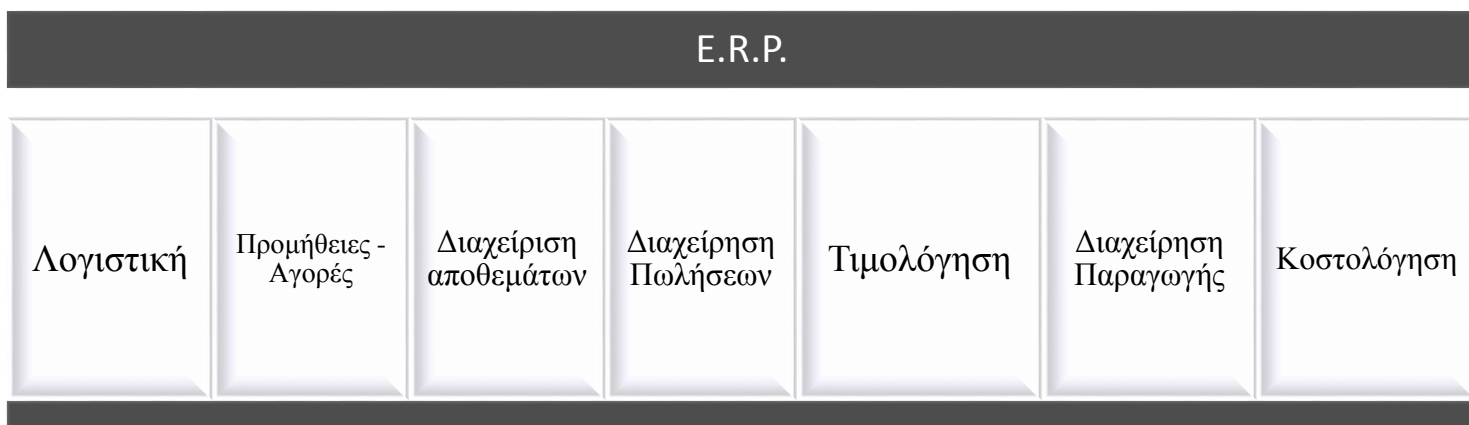 E.R.P.
Λογιστική
Προμήθειες -
Αγορές
Διαχείριση
αποθεμάτων
Διαχείρηση
Πωλήσεων
Τιμολόγηση
Διαχείρηση
Παραγωγής
Κοστολόγηση